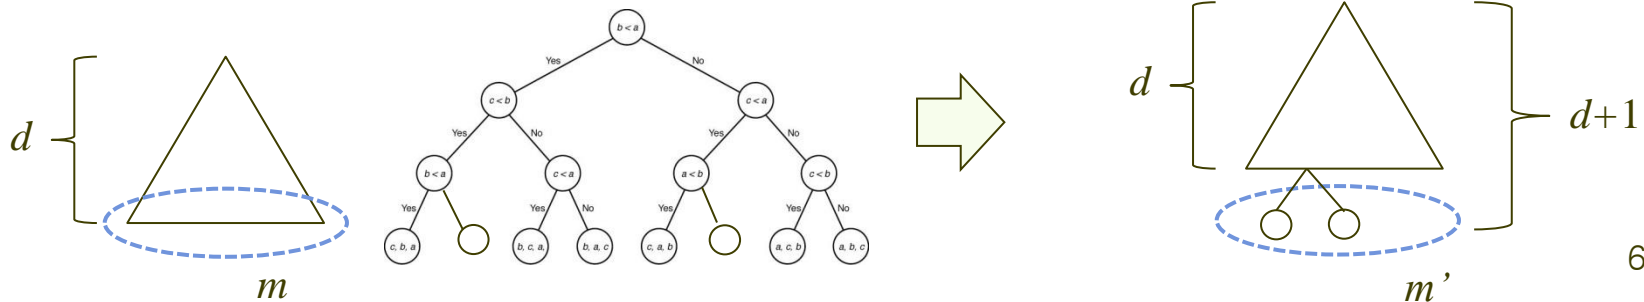 d
m
b < a
Yes
No
c < b
c < a
Yes
No
Yes
No
b < a
c < a
a < b
c < b
Yes
Yes
No
Yes
Yes
No
c, b, a
b, c, a,
b, a, c
c, a, b
a, c, b
a, b, c
d
d+1
m’
6